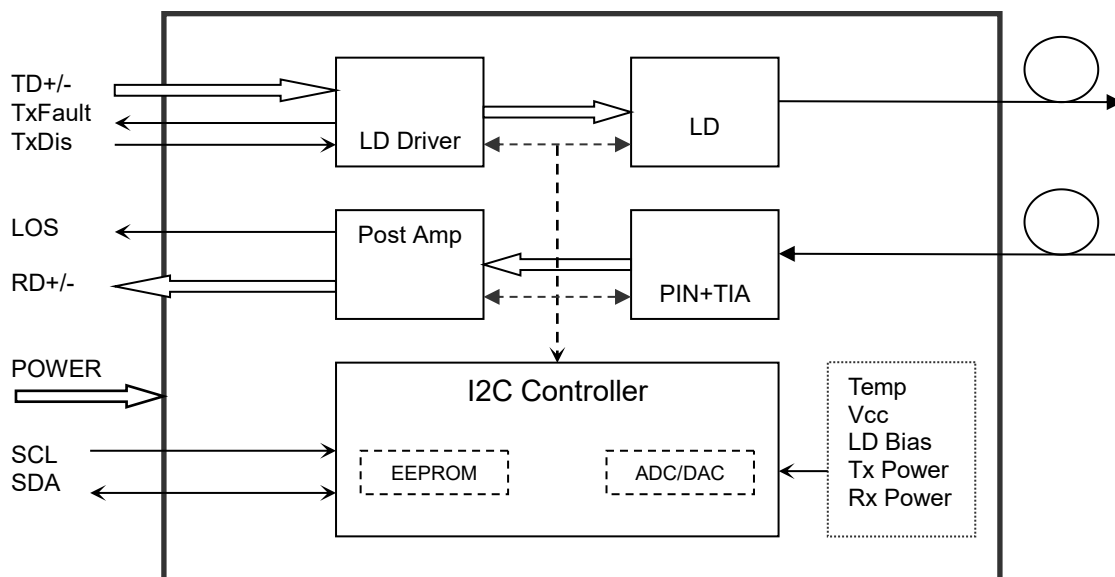 TD+/-
TxFault
TxDis
LD Driver
LD
LOS
Post Amp
RD+/-
PIN+TIA
POWER
I2C Controller
SCL
SDA
EEPROM
ADC/DAC
Temp
Vcc
LD Bias
Tx Power
Rx Power